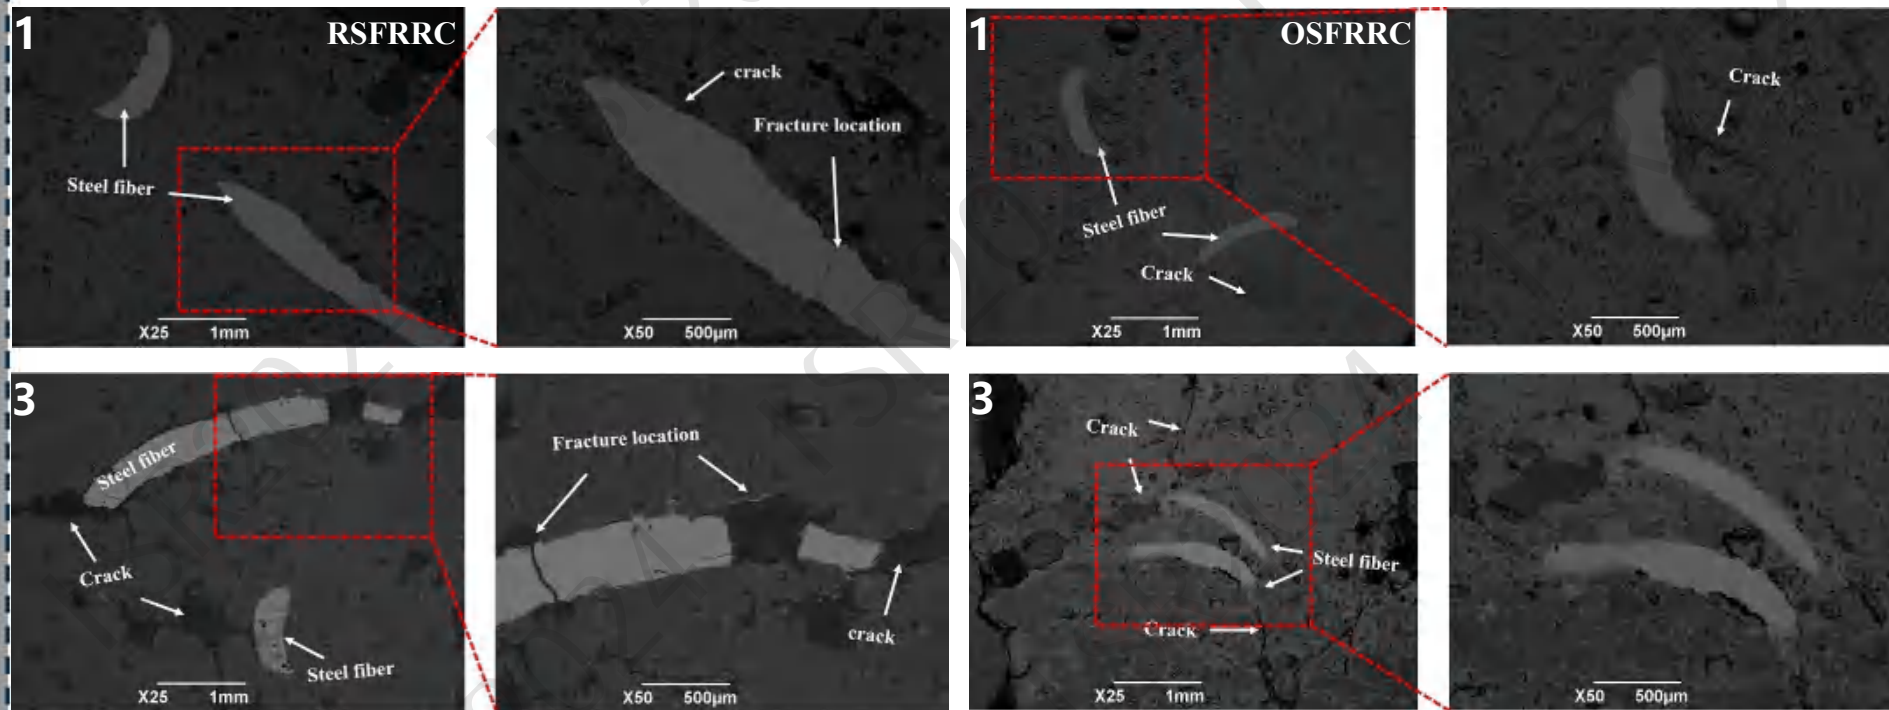 1
RSFRRC
Steel fiber
X25 1mm
crack
Fracture location
X50 500μm
1
OSFRRC
Steel fiber
Crack
X25 1mm
Crack
X50 500μm
3
Steel fiber
Crack
Steel fiber
X25 1mm
Fracture location
crack
X50 500μm
3
Crack
Steel fiber
Crack
X25 1mm
X50 500μm